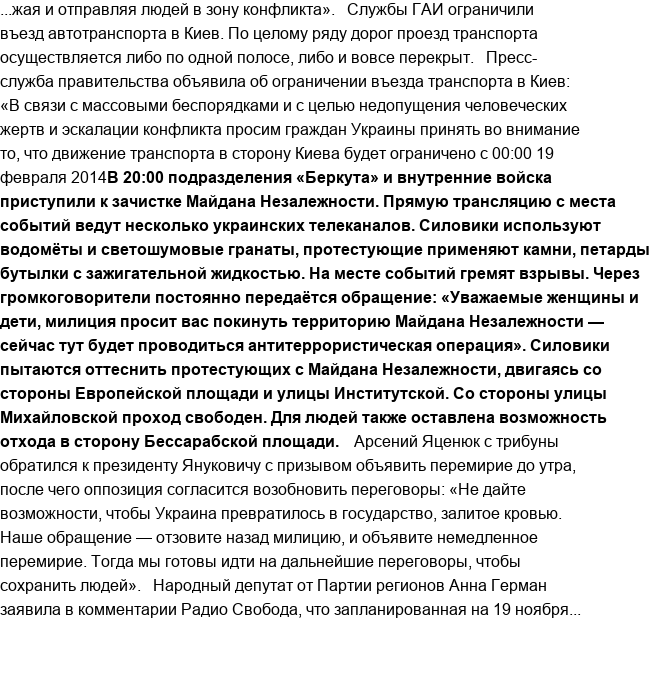 ...жая и отправляя людей в зону конфликта». Службы ГАИ ограничили
въезд автотранспорта в Киев. По целому ряду дорог проезд транспорта
осуществляется либо по одной полосе, либо и вовсе перекрыт. Пресс-
служба правительства объявила об ограничении въезда транспорта в Киев:
«В связи с массовыми беспорядками и с целью недопущения человеческих
жертв и эскалации конфликта просим граждан Украины принять во внимание
то, что движение транспорта в сторону Киева будет ограничено с 00:00 19
февраля 2014В 20:00 подразделения «Беркута» и внутренние войска
приступили к зачистке Майдана Незалежности. Прямую трансляцию с места
событий ведут несколько украинских телеканалов. Силовики используют
водомёты и светошумовые гранаты, протестующие применяют камни, петарды
бутылки с зажигательной жидкостью. На месте событий гремят взрывы. Через
громкоговорители постоянно передаётся обращение: «Уважаемые женщины и
дети, милиция просит вас покинуть территорию Майдана Незалежности —
сейчас тут будет проводиться антитеррористическая операция». Силовики
пытаются оттеснить протестующих с Майдана Незалежности, двигаясь со
стороны Европейской площади и улицы Институтской. Со стороны улицы
Михайловской проход свободен. Для людей также оставлена возможность
отхода в сторону Бессарабской площади. Арсений Яценюк с трибуны
обратился к президенту Януковичу с призывом объявить перемирие до утра,
после чего оппозиция согласится возобновить переговоры: «Не дайте
возможности, чтобы Украина превратилось в государство, залитое кровью.
Наше обращение — отзовите назад милицию, и объявите немедленное
перемирие. Тогда мы готовы идти на дальнейшие переговоры, чтобы
сохранить людей». Народный депутат от Партии регионов Анна Герман
заявила в комментарии Радио Свобода, что запланированная на 19 ноября...